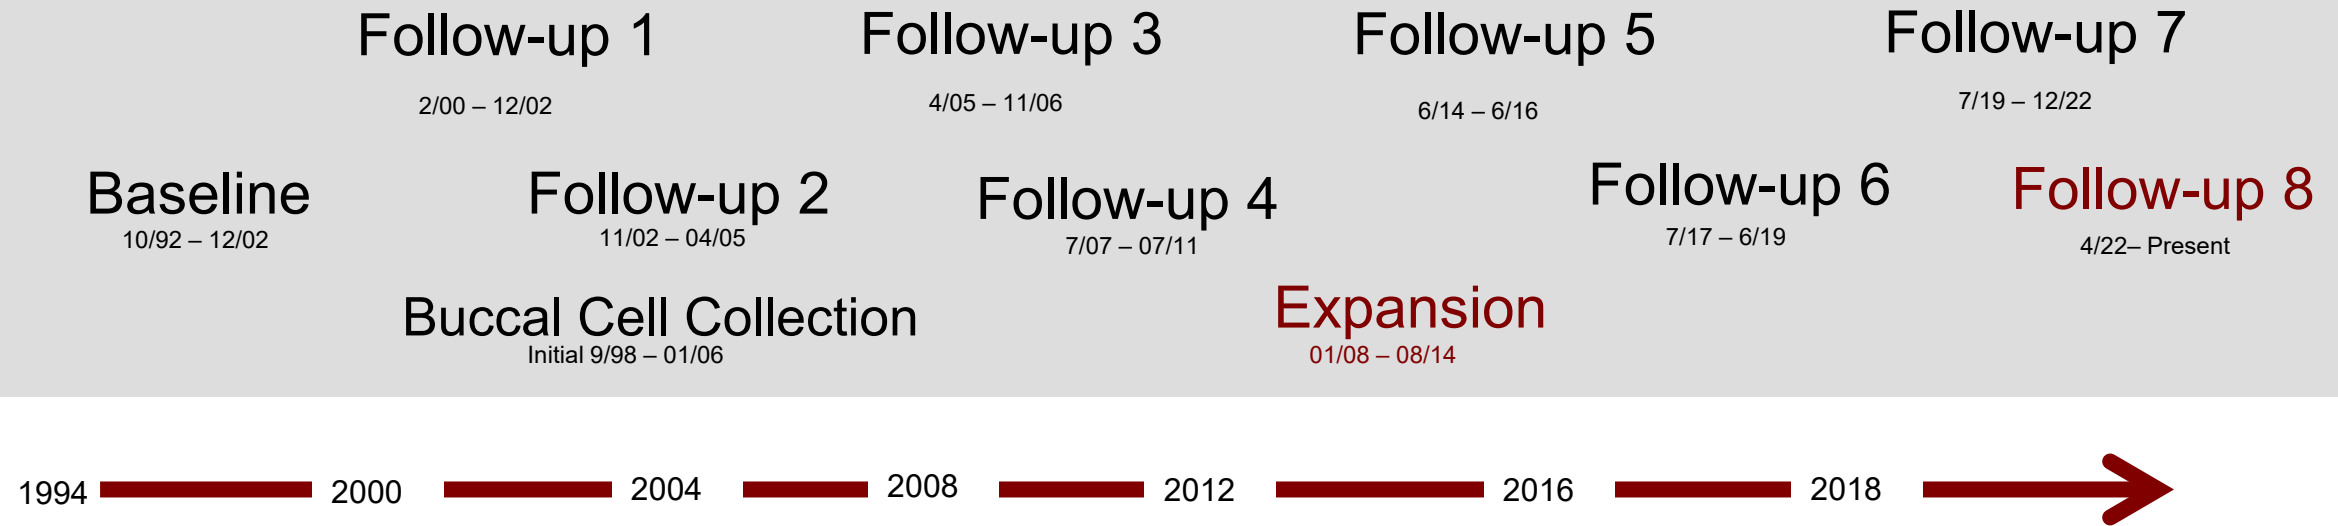 Follow-up 1
2/00 – 12/02
Follow-up 3
4/05 – 11/06
Follow-up 5
6/14 – 6/16
Follow-up 7
7/19 – 12/22
Baseline
10/92 – 12/02
Follow-up 2
11/02 – 04/05
Follow-up 4
7/07 – 07/11
Follow-up 6
7/17 – 6/19
Follow-up 8
4/22– Present
Buccal Cell Collection
Initial 9/98 – 01/06
Expansion
01/08 – 08/14
1994 2000 2004 2008 2012 2016 2018